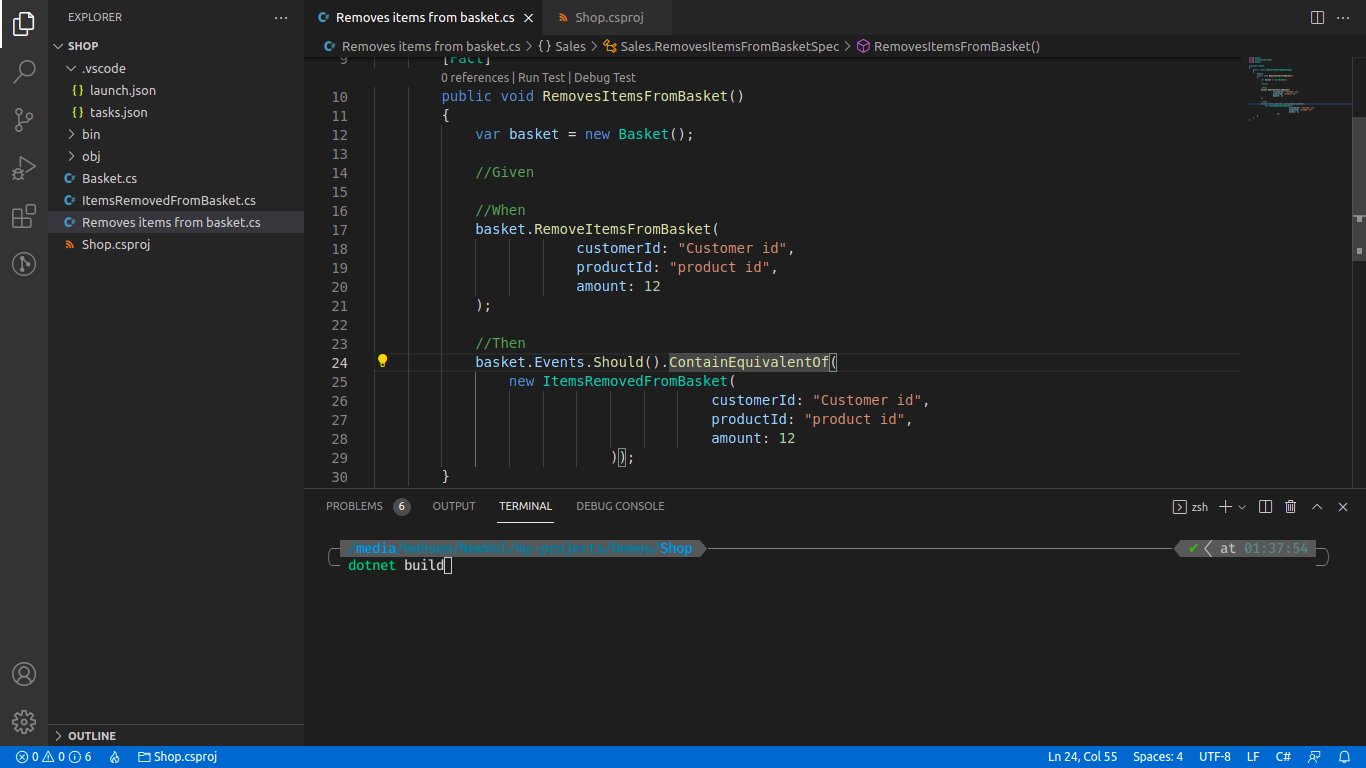 EXPLORER
SHOP
.vscode
launch.json
tasks.json
bin
obj
Basket.cs
ItemsRemovedFromBasket.cs
Removes items from basket.cs
Shop.csproj
OUTLINE
Removes items from basket.cs
Shop.csproj
Removes items from basket.cs > {} Sales > Sales.RemovesItemsFromBasketSpec > RemovesItemsFromBasket()
9 [Fact]
0 references | Run Test | Debug Test
10 public void RemovesItemsFromBasket()
11 {
12 var basket = new Basket();
13
14 //Given
15
16 //When
17 basket.RemoveItemsFromBasket(
18 customerId: "Customer id",
19 productId: "product id",
20 amount: 12
21 );
22
23 //Then
24 basket.Events.Should().ContainEquivalentOf(
25 new ItemsRemovedFromBasket(
26 customerId: "Customer id",
27 productId: "product id",
28 amount: 12
29 ));
30 }
PROBLEMS 6 OUTPUT TERMINAL DEBUG CONSOLE
zsh
/media/mohsen/NewVol/my-projects/Demos/Shop
✔ at 01:37:54
dotnet build
0 0 6 Shop.csproj
Ln 24, Col 55 Spaces: 4 UTF-8 LF C#